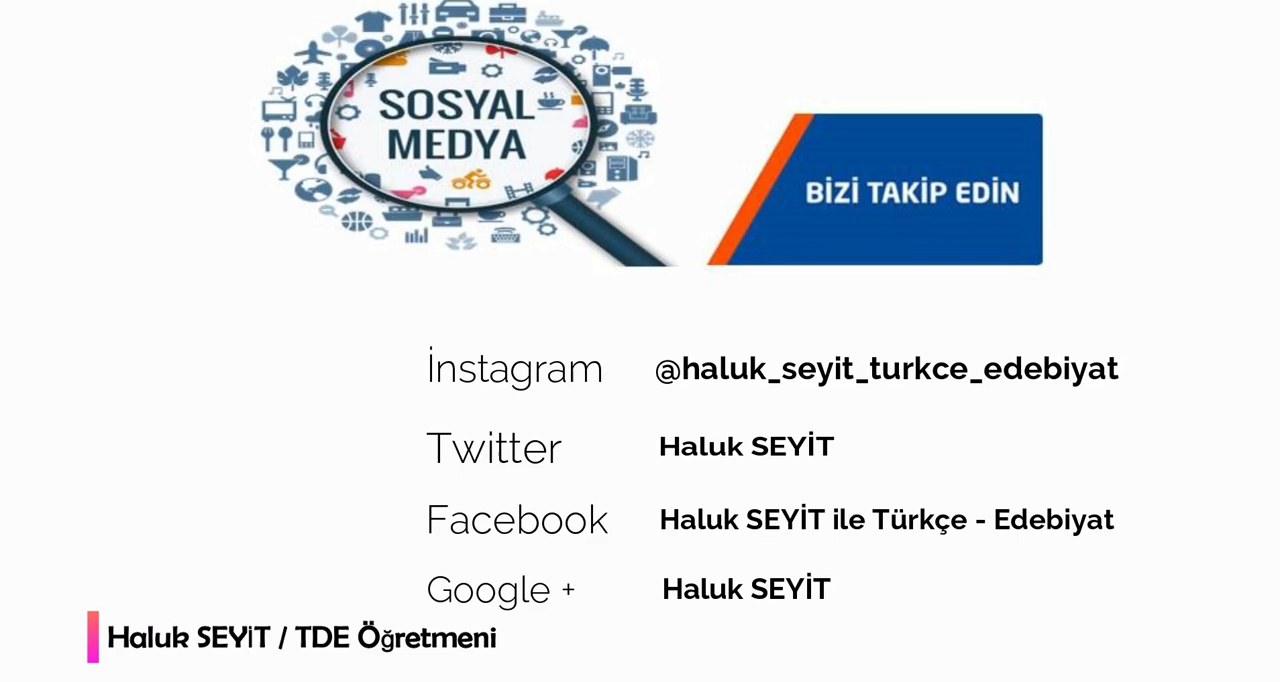 SOSYAL
MEDYA
BİZİ TAKİP EDİN
İnstagram @haluk_seyit_turkce_edebiyat
Twitter Haluk SEYİT
Facebook Haluk SEYİT ile Türkçe - Edebiyat
Google + Haluk SEYİT
Haluk SEYİT / TDE Öğretmeni